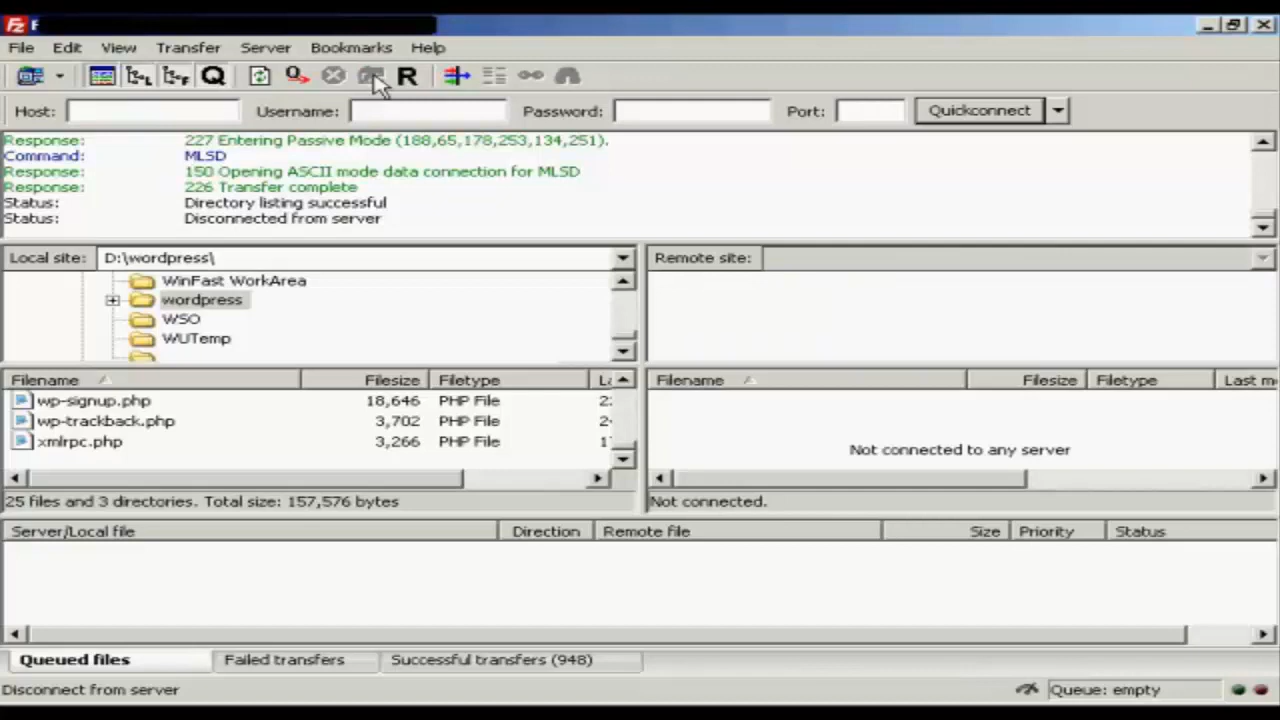 Fz F
File Edit View Transfer Server Bookmarks Help
L F Q R
Host: Username: Password: Port: Quickconnect
Response: 227 Entering Passive Mode (188,65,178,253,134,251).
Command: MLSD
Response: 150 Opening ASCII mode data connection for MLSD
Response: 226 Transfer complete
Status: Directory listing successful
Status: Disconnected from server
Local site: D:\wordpress\ Remote site:
WinFast WorkArea
wordpress
WSO
WUTemp
Filename Filesize Filetype Filename Filesize Filetype Last m
wp-signup.php 18,646 PHP File
wp-trackback.php 3,702 PHP File
xmlrpc.php 3,266 PHP File
Not connected to any server
25 files and 3 directories. Total size: 157,576 bytes Not connected.
Server/Local file Direction Remote file Size Priority Status
Queued files Failed transfers Successful transfers (948)
Disconnect from server Queue: empty